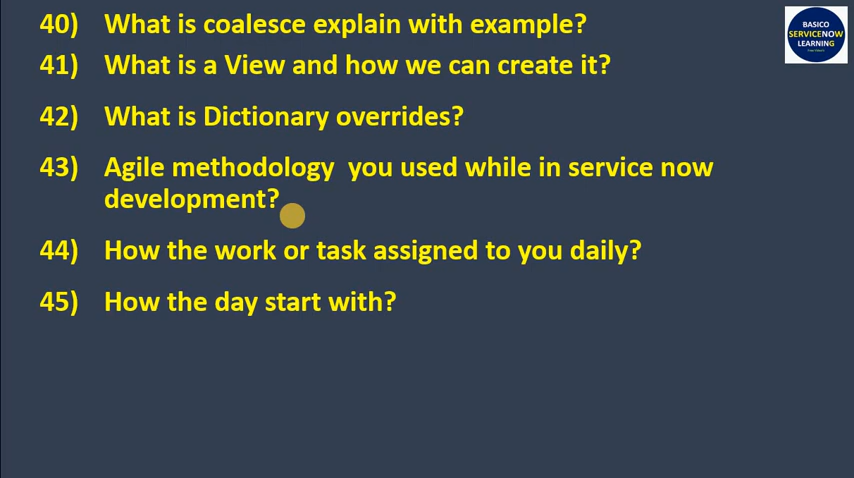 40) What is coalesce explain with example?
41) What is a View and how we can create it?
42) What is Dictionary overrides?
43) Agile methodology  you used while in service now
development?
44) How the work or task assigned to you daily?
45) How the day start with?
BASICO
SERVICENOW
LEARNING